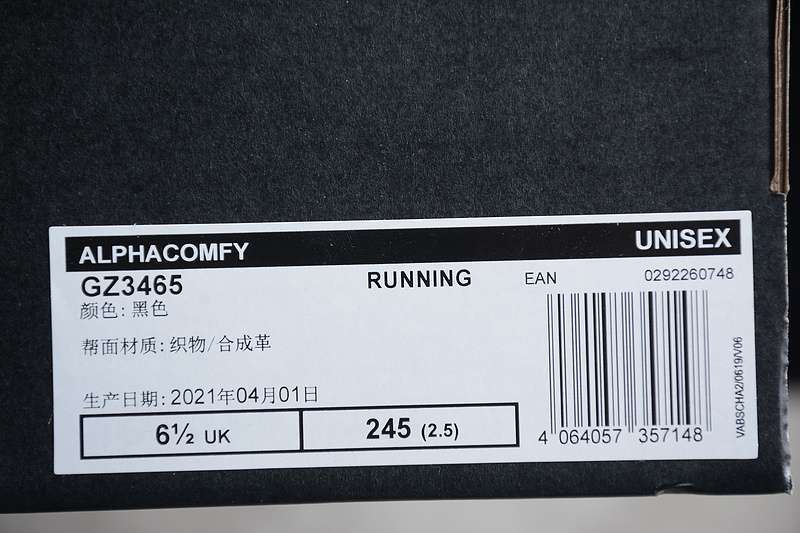 ALPHACOMFY
UNISEX
GZ3465
RUNNING
EAN
0292260748
颜色: 黑色
帮面材质: 织物/合成革
生产日期: 2021年04月01日
6½ UK
245 (2.5)
4 064057 357148
VABSCHA2/0619/V06